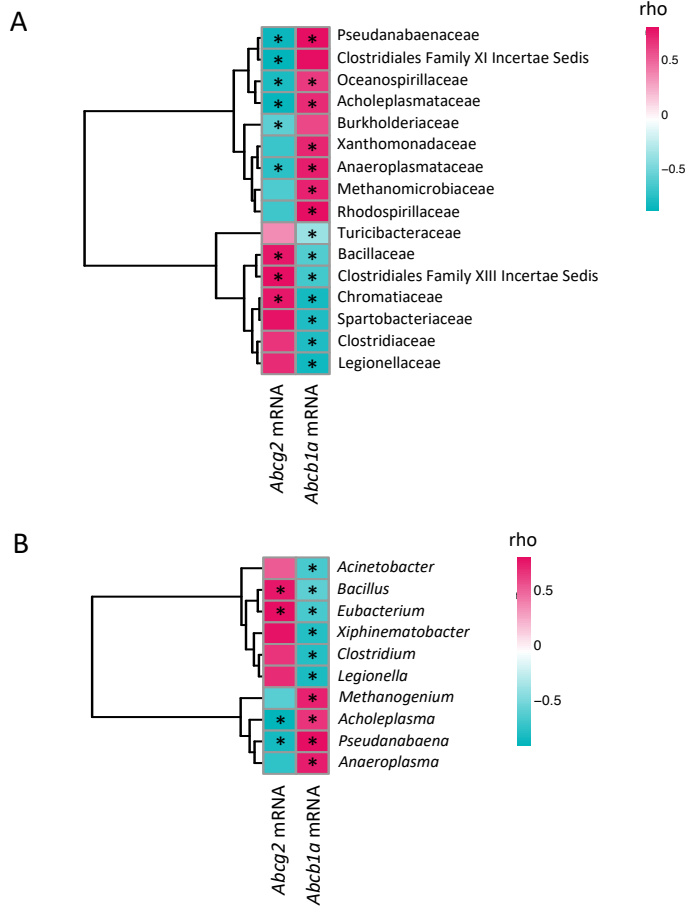 A
rho
Pseudanabaenaceae
Clostridiales Family XI Incertae Sedis
Oceanospirillaceae
Acholeplasmataceae
Burkholderiaceae
Xanthomonadaceae
Anaeroplasmataceae
Methanomicrobiaceae
Rhodospirillaceae
Turicibacteraceae
Bacillaceae
Clostridiales Family XIII Incertae Sedis
Chromatiaceae
Spartobacteriaceae
Clostridiaceae
Legionellaceae
0.5
0
−0.5
Abcg2 mRNA
Abcb1a mRNA
B
rho
Acinetobacter
Bacillus
Eubacterium
Xiphinematobacter
Clostridium
Legionella
Methanogenium
Acholeplasma
Pseudanabaena
Anaeroplasma
0.5
0
−0.5
Abcg2 mRNA
Abcb1a mRNA